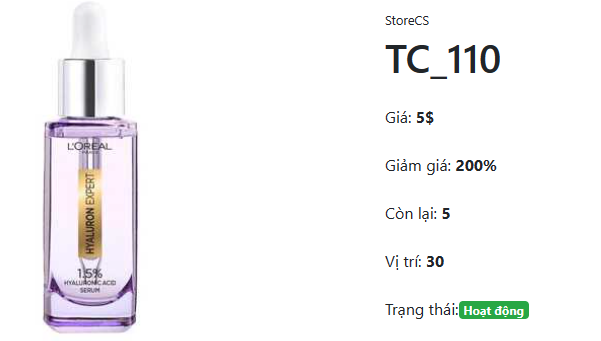 StoreCS
TC_110
Giá: 5$
Giảm giá: 200%
Còn lại: 5
Vị trí: 30
Trạng thái:Hoạt động
L'ORÉAL
PARIS
HYALURON EXPERT
1.5%
HYALURONIC ACID
SERUM